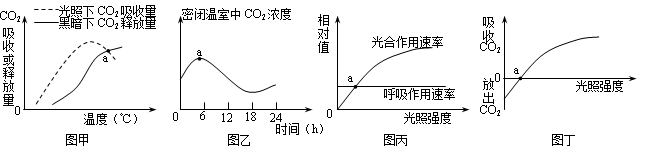 CO₂
吸收或释放量
0
光照下CO₂吸收量
黑暗下CO₂释放量
a
温度（℃）
图甲
密闭温室中CO₂浓度
a
0
6
12
18
24
时间（h）
图乙
相对值
光合作用速率
a
呼吸作用速率
0
光照强度
图丙
吸收CO₂
放出CO₂
0
a
光照强度
图丁